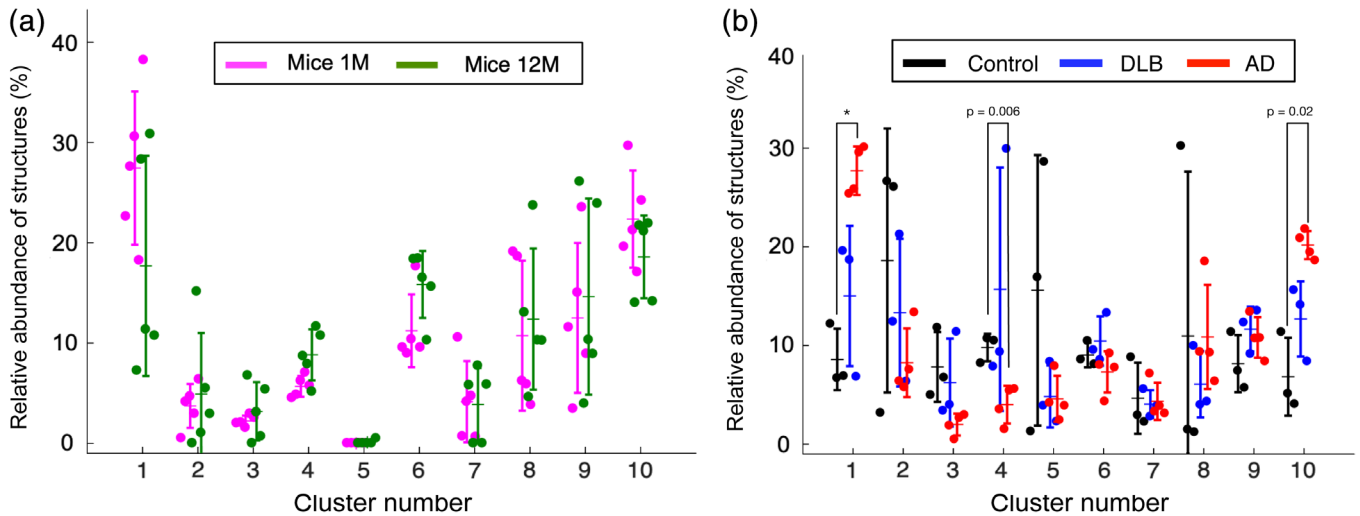 (a)
Relative abundance of structures (%)
40
30
20
10
0
Mice 1M
Mice 12M
1 2 3 4 5 6 7 8 9 10
Cluster number
(b)
Relative abundance of structures (%)
40
30
20
10
0
Control
DLB
AD
*
p = 0.006
p = 0.02
1 2 3 4 5 6 7 8 9 10
Cluster number